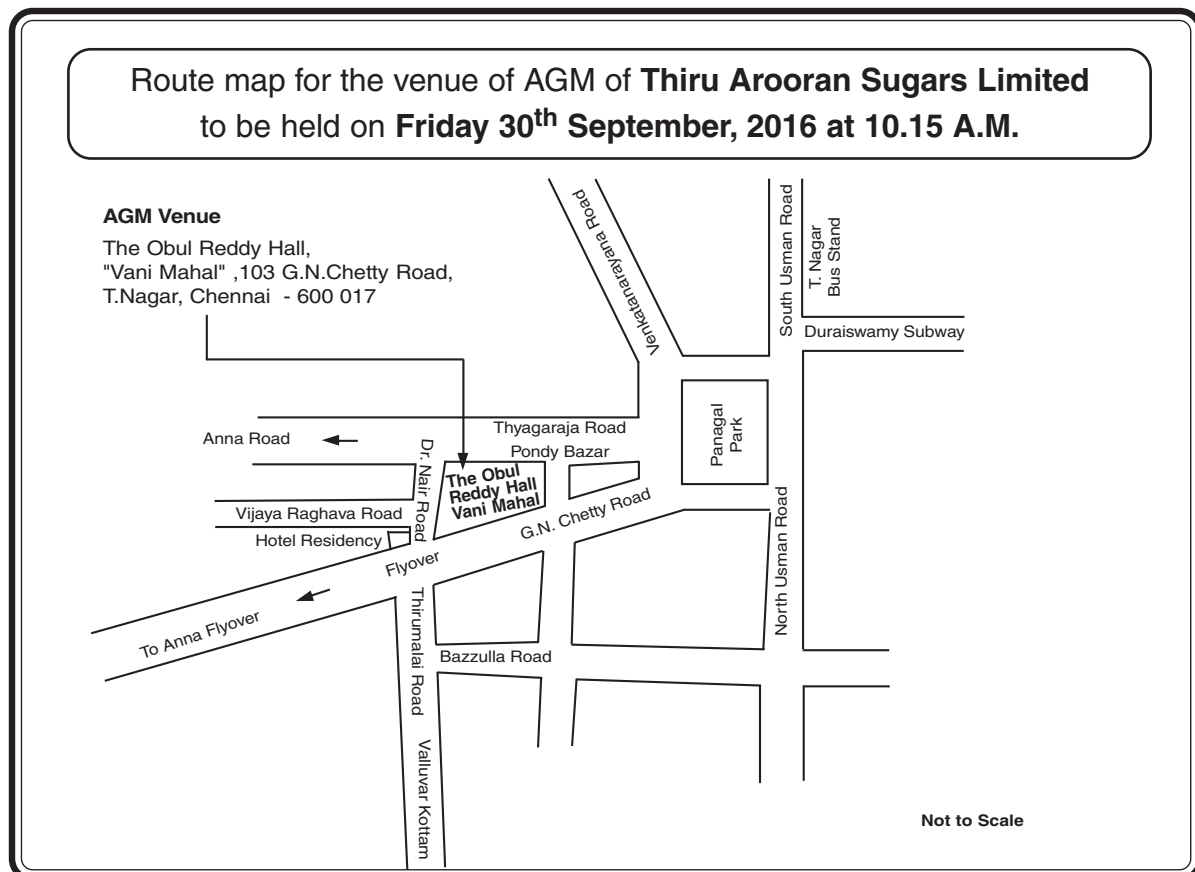 Route map for the venue of AGM of Thiru Arooran Sugars Limited
to be held on Friday 30th September, 2016 at 10.15 A.M.
AGM Venue
The Obul Reddy Hall,
"Vani Mahal" ,103 G.N.Chetty Road,
T.Nagar, Chennai - 600 017
Venkatanarayana Road
South Usman Road
T. Nagar
Bus Stand
Duraiswamy Subway
Thyagaraja Road
Anna Road
Pondy Bazar
Panagal
Park
Dr. Nair Road
The Obul
Reddy Hall
Vani Mahal
G.N. Chetty Road
Vijaya Raghava Road
Hotel Residency
Flyover
North Usman Road
To Anna Flyover
Thirumalai Road
Bazzulla Road
Valluvar Kottam
Not to Scale